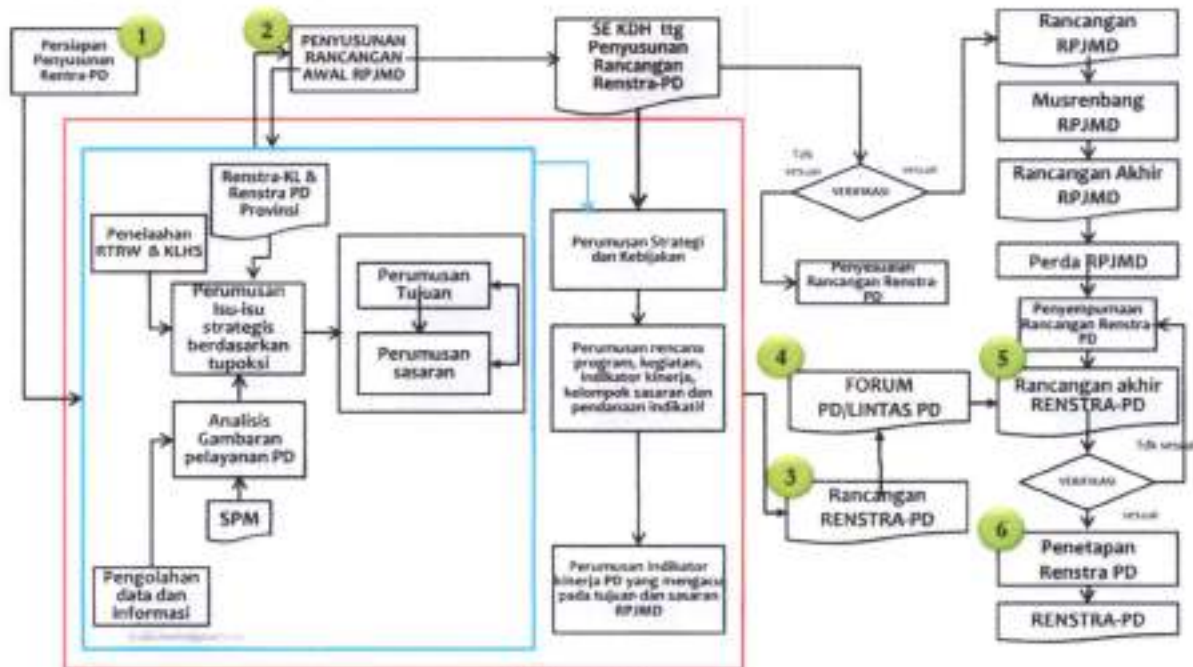 1
Persiapan
Penyusunan
Rentra-PD
2
PENYUSUNAN
RANCANGAN
AWAL RPJMD
SE KDH ttg
Penyusunan
Rancangan
Renstra-PD
Rancangan
RPJMD
Musrenbang
RPJMD
Rancangan Akhir
RPJMD
Perda RPJMD
Penyempurnaan
Rancangan Renstra
PD
Tdk
sesuai
VERIFIKASI
sesuai
Penyesuaian
Rancangan Renstra-
PD
Renstra-KL &
Renstra PD
Provinsi
Penelaahan
RTRW & KLHS
Perumusan
Isu-isu
strategis
berdasarkan
tupoksi
Perumusan
Tujuan
Perumusan
sasaran
Analisis
Gambaran
pelayanan PD
SPM
Pengolahan
data dan
informasi
Perumusan Strategi
dan Kebijakan
Perumusan rencana
program, kegiatan,
indikator kinerja,
kelompok sasaran dan
pendanaan indikatif
Perumusan Indikator
kinerja PD yang mengacu
pada tujuan dan sasaran
RPJMD
3
Rancangan
RENSTRA-PD
4
FORUM
PD/LINTAS PD
5
Rancangan akhir
RENSTRA-PD
Tdk sesuai
VERIFIKASI
sesuai
6
Penetapan
Renstra PD
RENSTRA-PD